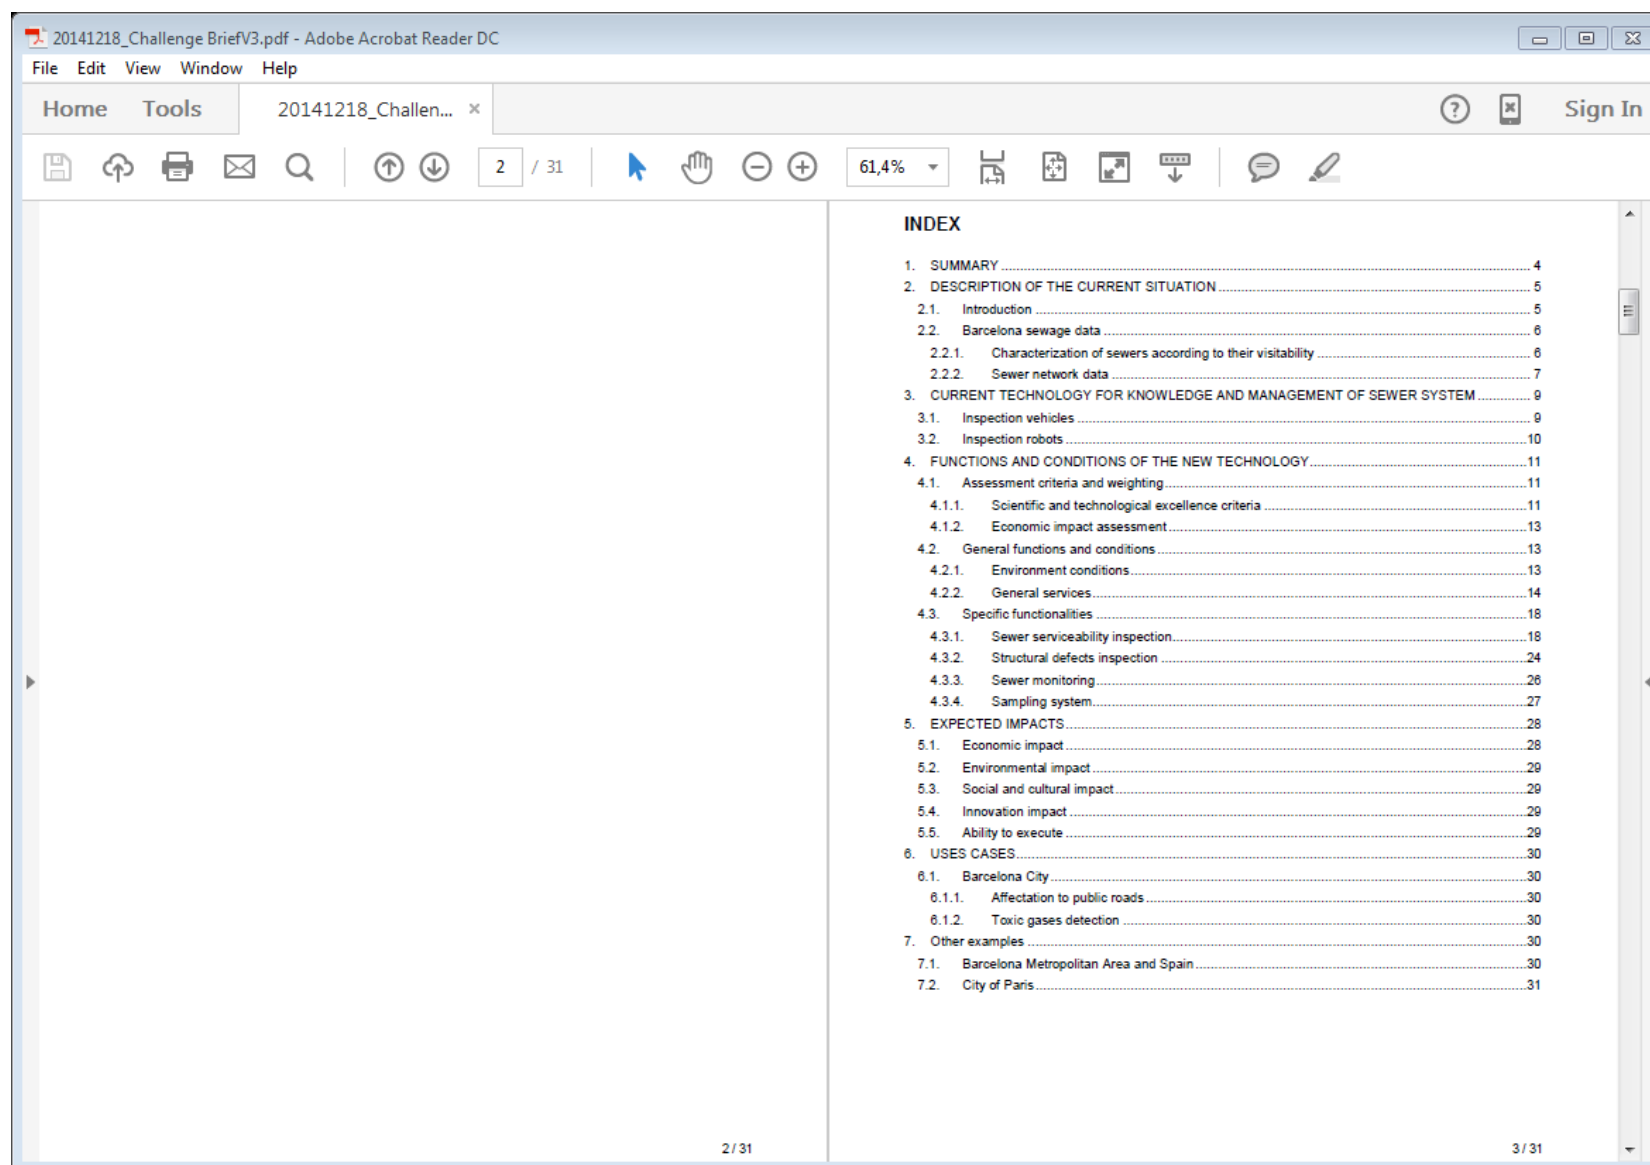 20141218_Challenge BriefV3.pdf - Adobe Acrobat Reader DC
File Edit View Window Help
Home Tools 20141218_Challen... × Sign In
2 / 31 61,4%
INDEX
1. SUMMARY 4
2. DESCRIPTION OF THE CURRENT SITUATION 5
2.1. Introduction 5
2.2. Barcelona sewage data 6
2.2.1. Characterization of sewers according to their visitability 6
2.2.2. Sewer network data 7
3. CURRENT TECHNOLOGY FOR KNOWLEDGE AND MANAGEMENT OF SEWER SYSTEM 9
3.1. Inspection vehicles 9
3.2. Inspection robots 10
4. FUNCTIONS AND CONDITIONS OF THE NEW TECHNOLOGY 11
4.1. Assessment criteria and weighting 11
4.1.1. Scientific and technological excellence criteria 11
4.1.2. Economic impact assessment 13
4.2. General functions and conditions 13
4.2.1. Environment conditions 13
4.2.2. General services 14
4.3. Specific functionalities 18
4.3.1. Sewer serviceability inspection 18
4.3.2. Structural defects inspection 24
4.3.3. Sewer monitoring 26
4.3.4. Sampling system 27
5. EXPECTED IMPACTS 28
5.1. Economic impact 28
5.2. Environmental impact 29
5.3. Social and cultural impact 29
5.4. Innovation impact 29
5.5. Ability to execute 29
6. USES CASES 30
6.1. Barcelona City 30
6.1.1. Affectation to public roads 30
6.1.2. Toxic gases detection 30
7. Other examples 30
7.1. Barcelona Metropolitan Area and Spain 30
7.2. City of Paris 31
2 / 31
3 / 31